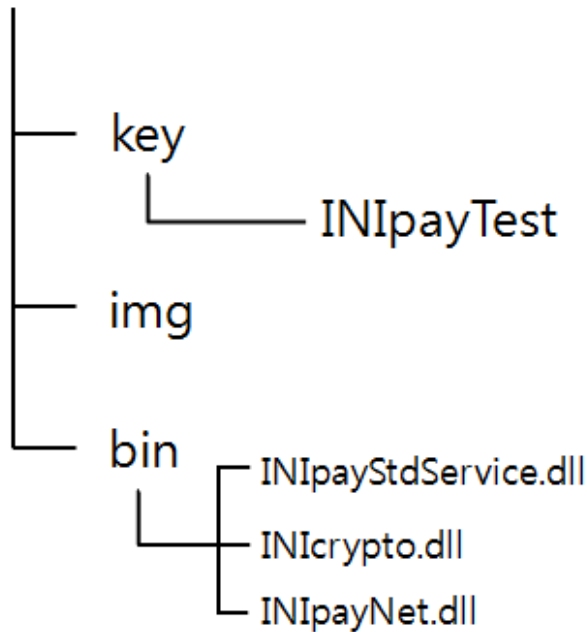 key
INIpayTest
img
bin
INIpayStdService.dll
INIcrypto.dll
INIpayNet.dll